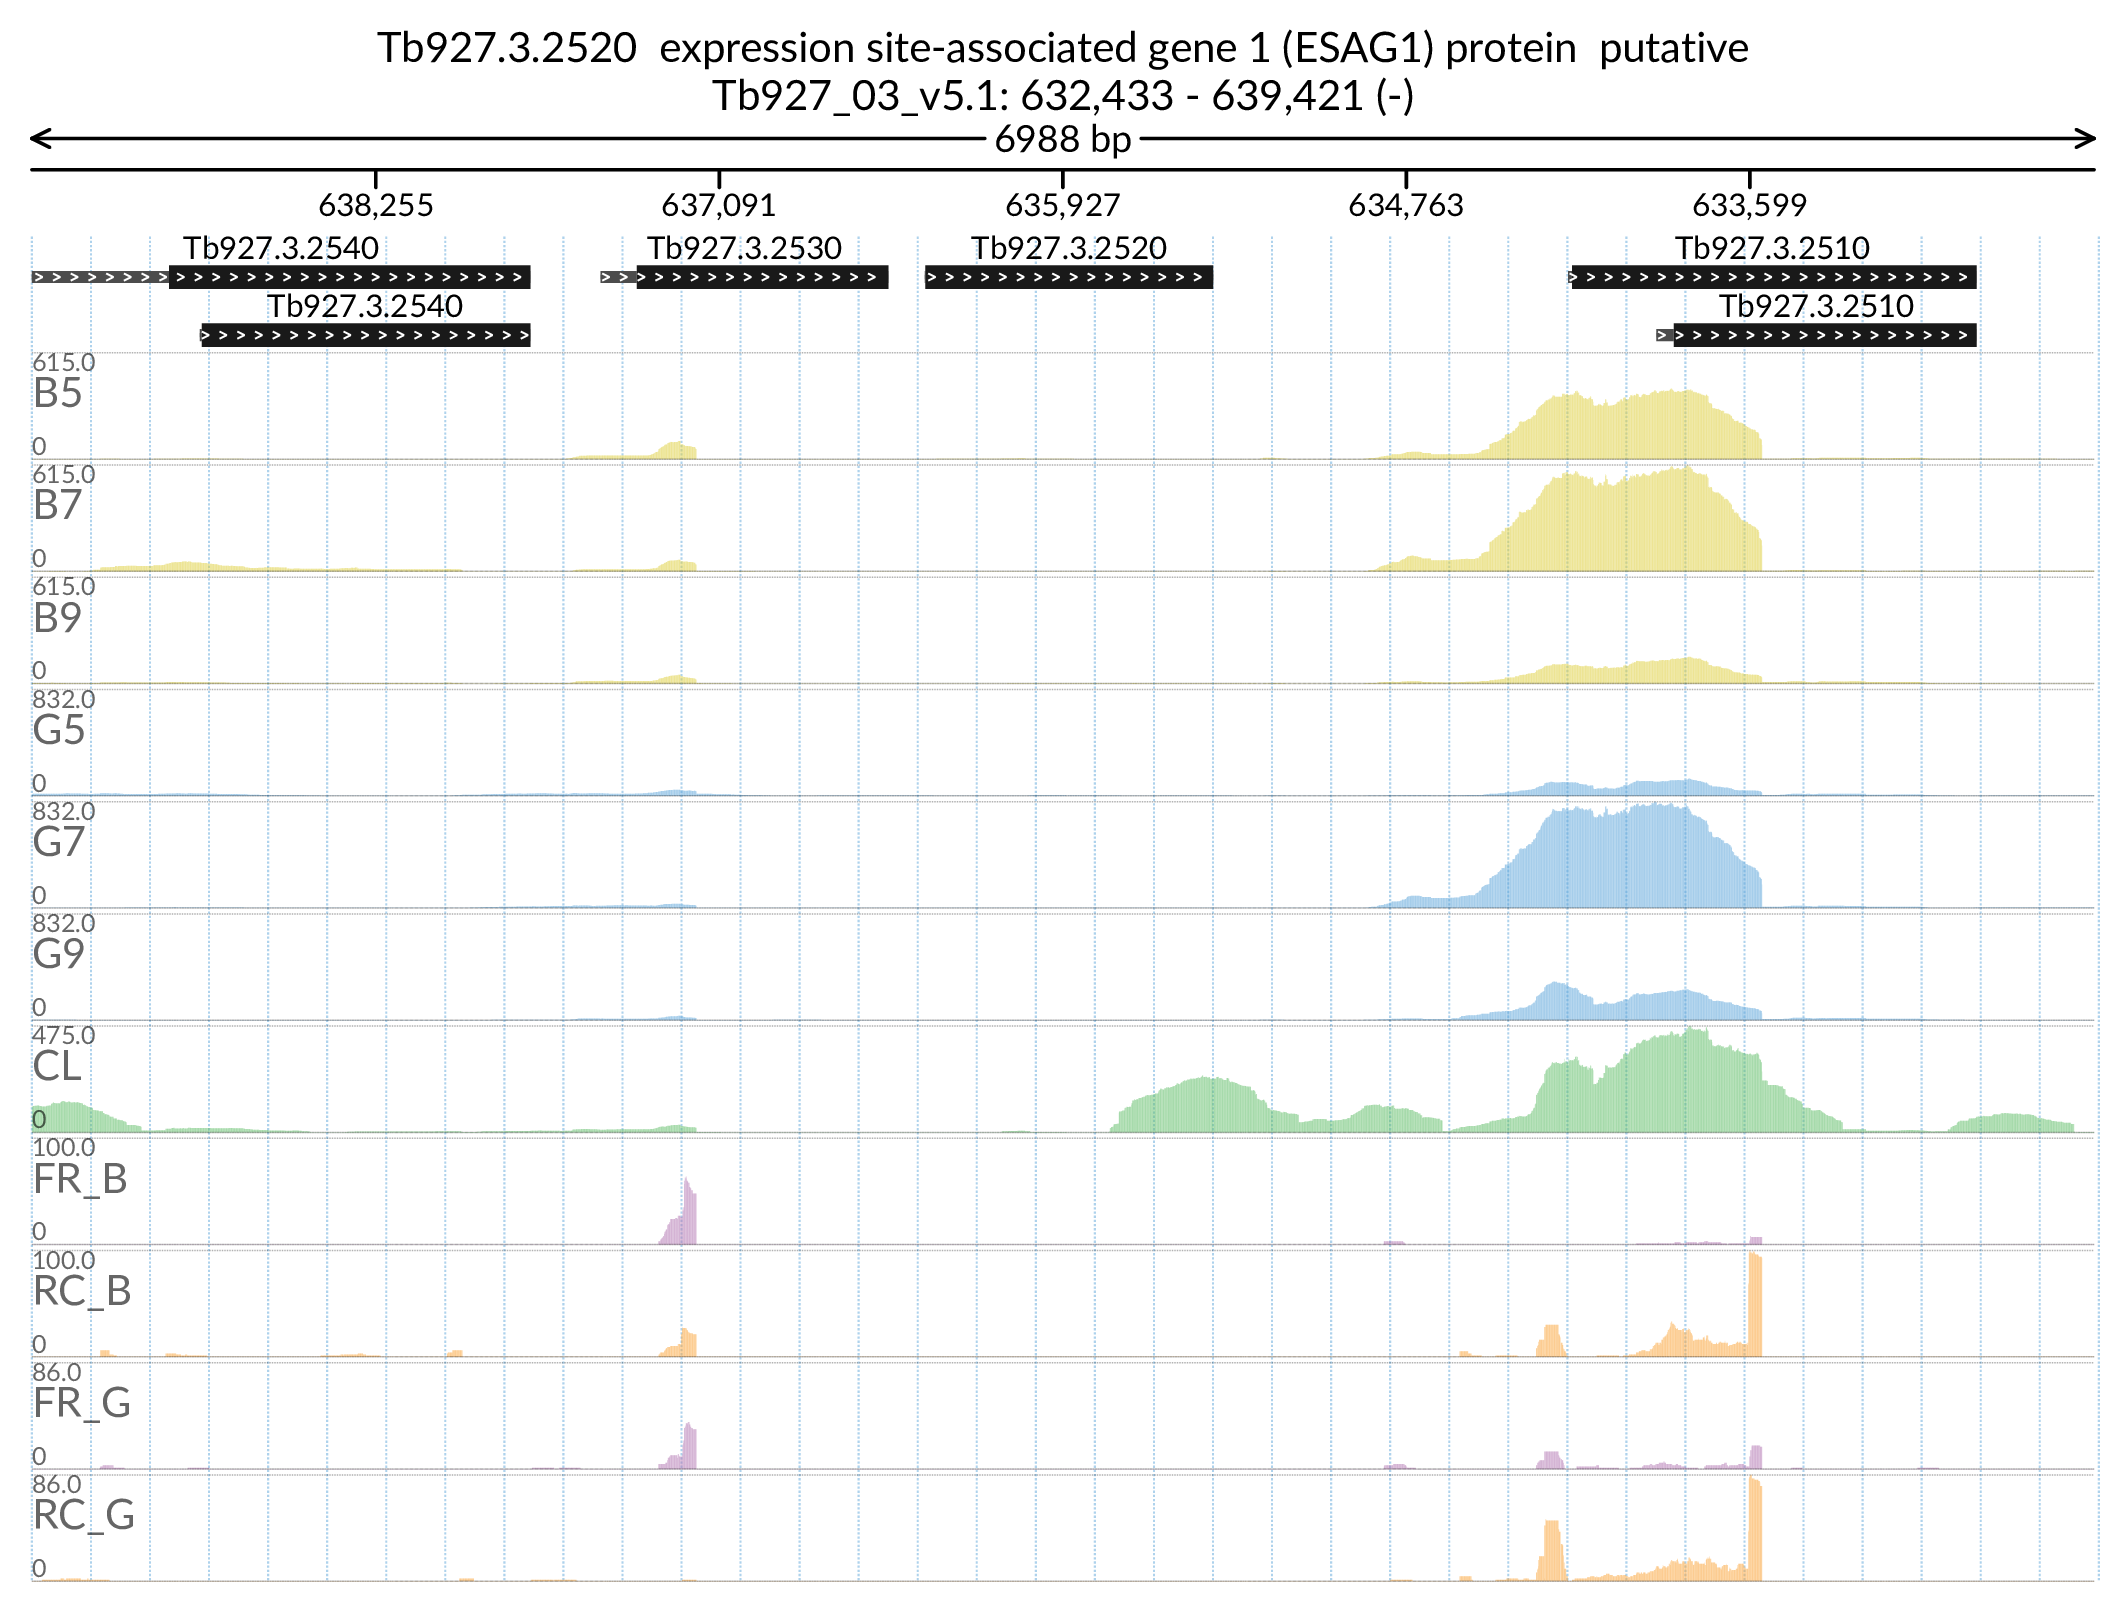 Tb927.3.2520  expression site-associated gene 1 (ESAG1) protein  putative
Tb927_03_v5.1: 632,433 - 639,421 (-)
6988 bp
638,255 637,091 635,927 634,763 633,599
Tb927.3.2540 Tb927.3.2530 Tb927.3.2520 Tb927.3.2510
Tb927.3.2540 Tb927.3.2510
615.0
B5
0
615.0
B7
0
615.0
B9
0
832.0
G5
0
832.0
G7
0
832.0
G9
0
475.0
CL
0
100.0
FR_B
0
100.0
RC_B
0
86.0
FR_G
0
86.0
RC_G
0